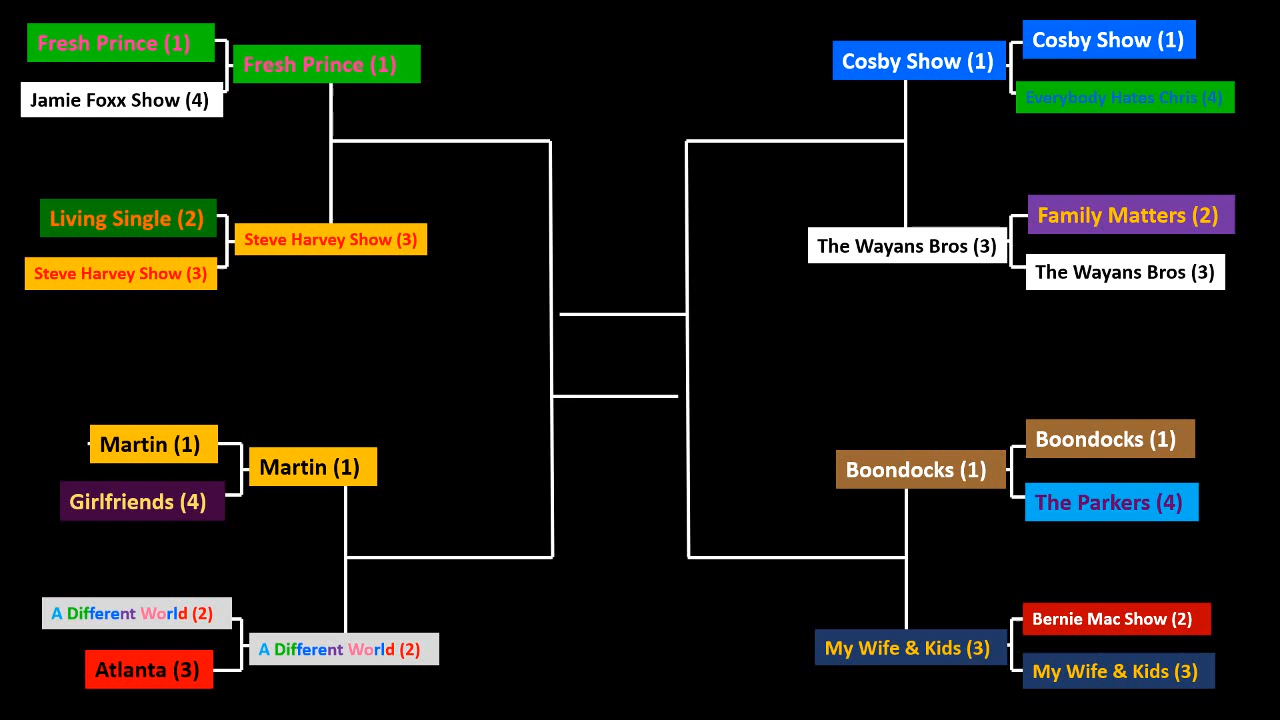 Fresh Prince (1)
Jamie Foxx Show (4)
Fresh Prince (1)
Living Single (2)
Steve Harvey Show (3)
Steve Harvey Show (3)
Martin (1)
Girlfriends (4)
Martin (1)
A Different World (2)
Atlanta (3)
A Different World (2)
Cosby Show (1)
Cosby Show (1)
Everybody Hates Chris (4)
The Wayans Bros (3)
Family Matters (2)
The Wayans Bros (3)
Boondocks (1)
Boondocks (1)
The Parkers (4)
My Wife & Kids (3)
Bernie Mac Show (2)
My Wife & Kids (3)